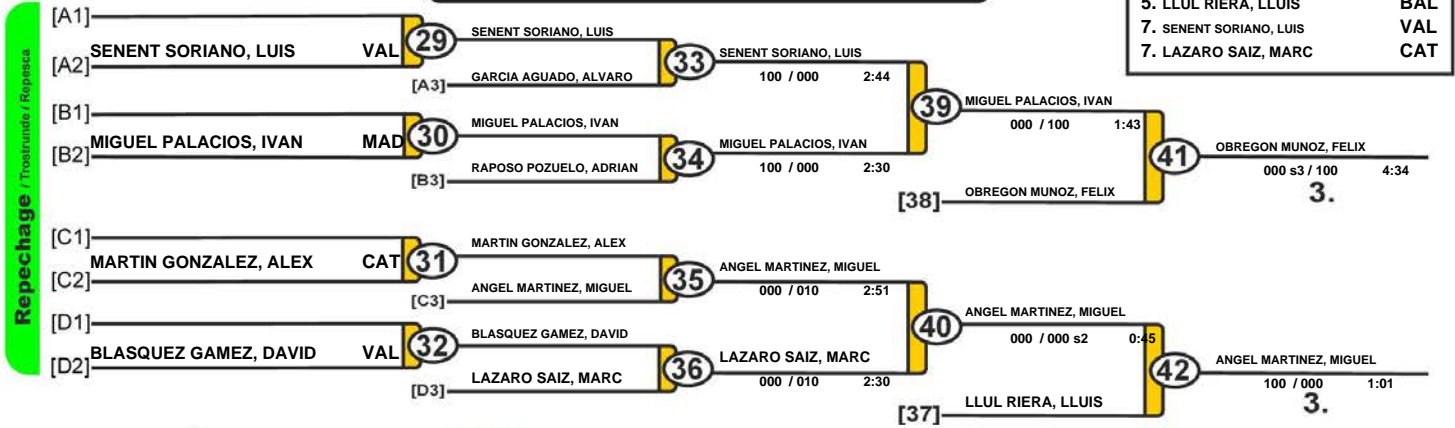 5. LLUL RIERA, LLUIS BAL
7. SENENT SORIANO, LUIS VAL
7. LAZARO SAIZ, MARC CAT
Repechage / Trostrunde / Repesca
[A1]
SENENT SORIANO, LUIS VAL
[A2]
29
SENENT SORIANO, LUIS
GARCIA AGUADO, ALVARO
[A3]
33
SENENT SORIANO, LUIS
100 / 000 2:44
[B1]
MIGUEL PALACIOS, IVAN MAD
[B2]
30
MIGUEL PALACIOS, IVAN
RAPOSO POZUELO, ADRIAN
[B3]
34
MIGUEL PALACIOS, IVAN
100 / 000 2:30
39
MIGUEL PALACIOS, IVAN
000 / 100 1:43
OBREGON MUNOZ, FELIX
[38]
41
OBREGON MUNOZ, FELIX
000 s3 / 100 4:34
3.
[C1]
MARTIN GONZALEZ, ALEX CAT
[C2]
31
MARTIN GONZALEZ, ALEX
ANGEL MARTINEZ, MIGUEL
[C3]
35
ANGEL MARTINEZ, MIGUEL
000 / 010 2:51
[D1]
BLASQUEZ GAMEZ, DAVID VAL
[D2]
32
BLASQUEZ GAMEZ, DAVID
LAZARO SAIZ, MARC
[D3]
36
LAZARO SAIZ, MARC
000 / 010 2:30
40
ANGEL MARTINEZ, MIGUEL
000 / 000 s2 0:45
LLUL RIERA, LLUIS
[37]
42
ANGEL MARTINEZ, MIGUEL
100 / 000 1:01
3.